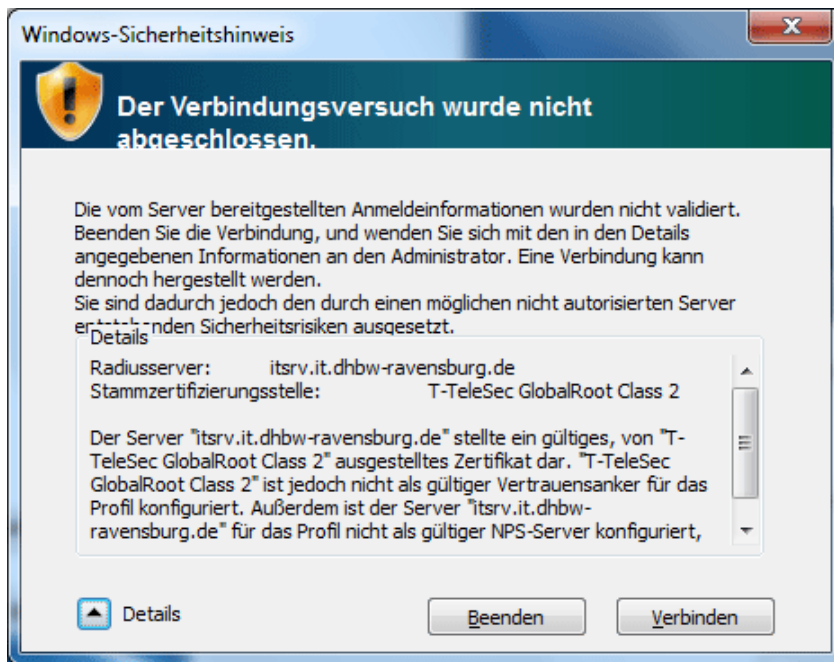 Windows-Sicherheitshinweis
Der Verbindungsversuch wurde nicht
abgeschlossen.
Die vom Server bereitgestellten Anmeldeinformationen wurden nicht validiert.
Beenden Sie die Verbindung, und wenden Sie sich mit den in den Details
angegebenen Informationen an den Administrator. Eine Verbindung kann
dennoch hergestellt werden.
Sie sind dadurch jedoch den durch einen möglichen nicht autorisierten Server
entstehenden Sicherheitsrisiken ausgesetzt.
Details
Radiusserver: itsrv.it.dhbw-ravensburg.de
Stammzertifizierungsstelle: T-TeleSec GlobalRoot Class 2
Der Server "itsrv.it.dhbw-ravensburg.de" stellte ein gültiges, von "T-
TeleSec GlobalRoot Class 2" ausgestelltes Zertifikat dar. "T-TeleSec
GlobalRoot Class 2" ist jedoch nicht als gültiger Vertrauensanker für das
Profil konfiguriert. Außerdem ist der Server "itsrv.it.dhbw-
ravensburg.de" für das Profil nicht als gültiger NPS-Server konfiguriert,
Details
Beenden
Verbinden